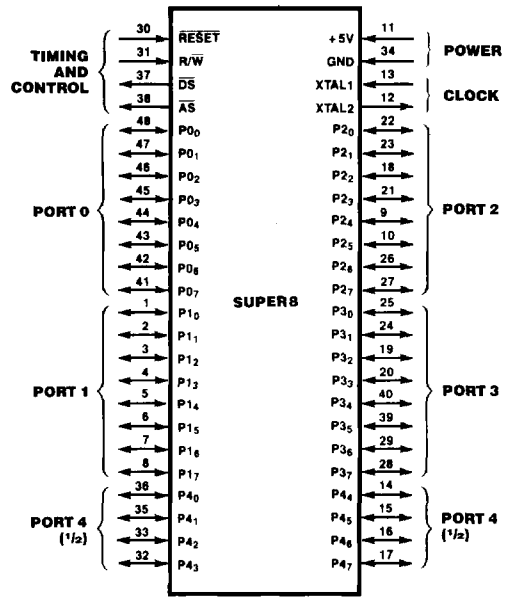 TIMING AND CONTROL
30 RESET
31 R/W
37 DS
38 AS
PORT 0
48 P0₀
47 P0₁
46 P0₂
45 P0₃
44 P0₄
43 P0₅
42 P0₆
41 P0₇
PORT 1
1 P1₀
2 P1₁
3 P1₂
4 P1₃
5 P1₄
6 P1₅
7 P1₆
8 P1₇
PORT 4
(1/2)
36 P4₀
35 P4₁
33 P4₂
32 P4₃
SUPER8
+5V 11
GND 34
POWER
XTAL1 13
XTAL2 12
CLOCK
P2₀ 22
P2₁ 23
P2₂ 18
P2₃ 21
P2₄ 9
P2₅ 10
P2₆ 26
P2₇ 27
PORT 2
P3₀ 25
P3₁ 24
P3₂ 19
P3₃ 20
P3₄ 40
P3₅ 39
P3₆ 29
P3₇ 28
PORT 3
P4₄ 14
P4₅ 15
P4₆ 16
P4₇ 17
PORT 4
(1/2)